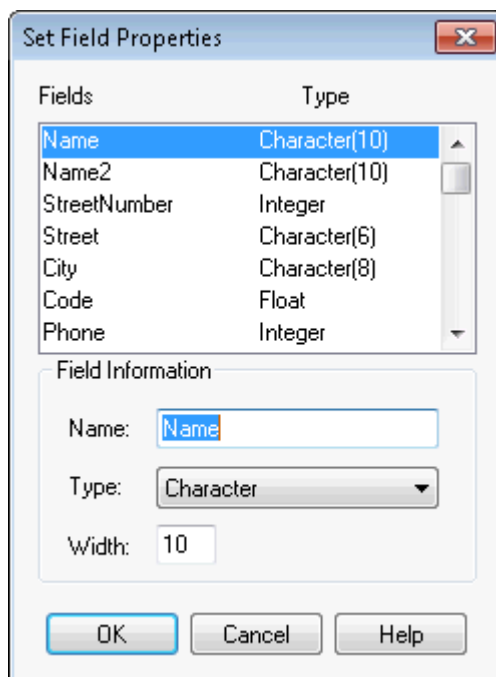 Set Field Properties
Fields Type
Name Character(10)
Name2 Character(10)
StreetNumber Integer
Street Character(6)
City Character(8)
Code Float
Phone Integer
Field Information
Name: Name
Type: Character
Width: 10
OK Cancel Help